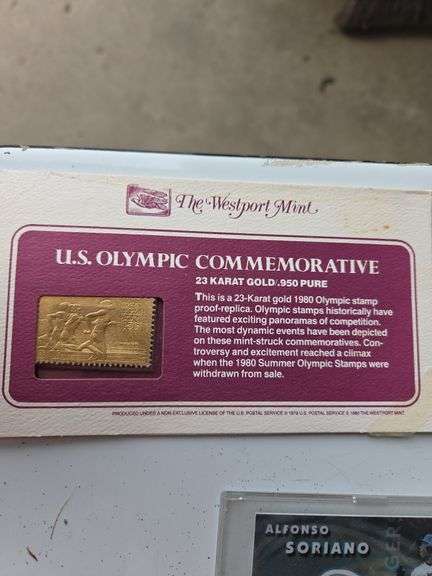 The Westport Mint
U.S. OLYMPIC COMMEMORATIVE
23 KARAT GOLD/.950 PURE
This is a 23-Karat gold 1980 Olympic stamp
proof-replica. Olympic stamps historically have
featured exciting panoramas of competition.
The most dynamic events have been depicted
on these mint-struck commemoratives. Con-
troversy and excitement reached a climax
when the 1980 Summer Olympic Stamps were
withdrawn from sale.
PRODUCED UNDER A NON-EXCLUSIVE LICENSE OF THE U.S. POSTAL SERVICE © 1979 U.S. POSTAL SERVICE © 1980 THE WESTPORT MINT
ALFONSO
SORIANO